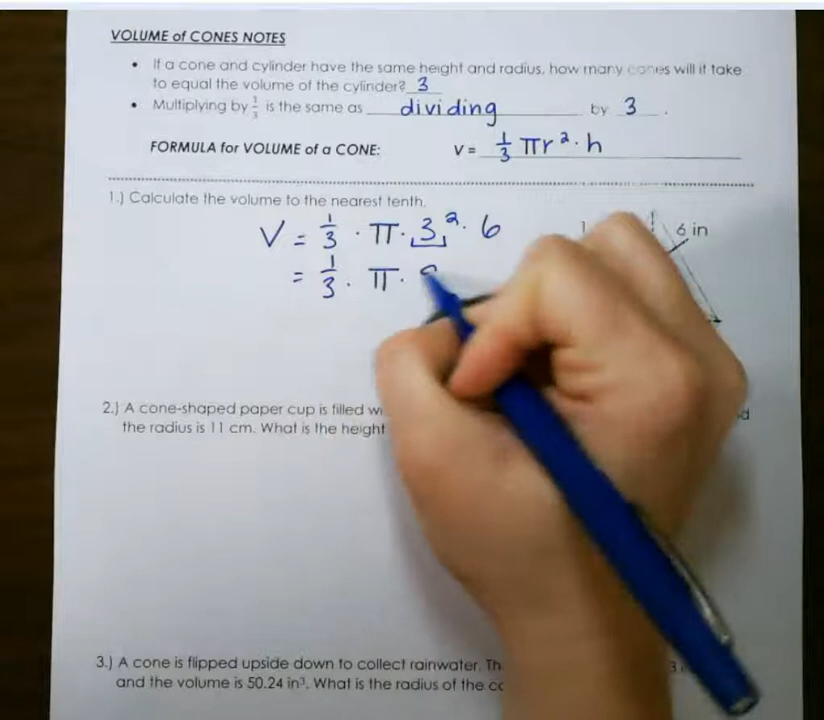 VOLUME of CONES NOTES
• If a cone and cylinder have the same height and radius, how many cones will it take
to equal the volume of the cylinder? 3
• Multiplying by 1/3 is the same as dividing by 3.
FORMULA for VOLUME of a CONE: V = 1/3 πr²·h
1.) Calculate the volume to the nearest tenth.
V = 1/3 · π · 3² · 6
6 in
= 1/3 · π ·
2.) A cone-shaped paper cup is filled
the radius is 11 cm. What is the height
3.) A cone is flipped upside down to collect rainwater.
and the volume is 50.24 in³. What is the radius of the